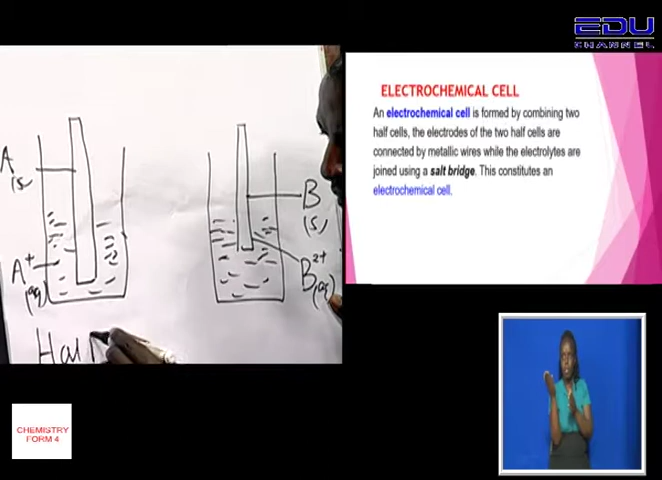 EDU
CHANNEL
ELECTROCHEMICAL CELL
An electrochemical cell is formed by combining two
half cells, the electrodes of the two half cells are
connected by metallic wires while the electrolytes are
joined using a salt bridge. This constitutes an
electrochemical cell.
A
(s)
A+
(aq)
B
(s)
B2+
(aq)
Hal
CHEMISTRY
FORM 4